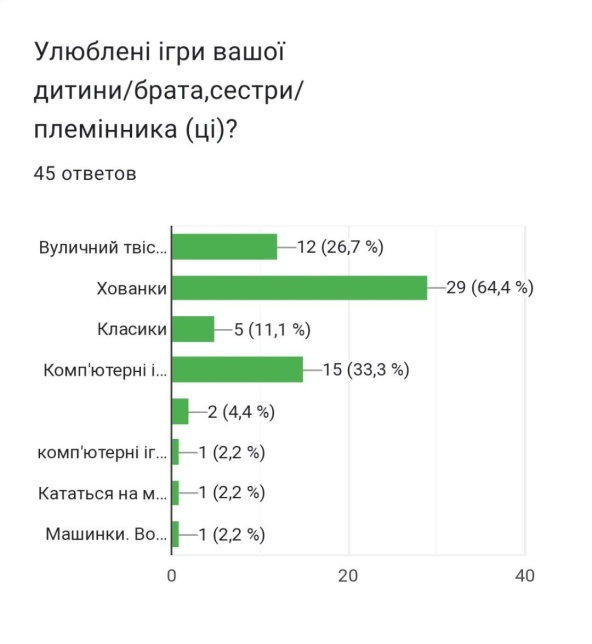 Улюблені ігри вашої
дитини/брата,сестри/
племінника (ці)?
45 ответов
Вуличний твіс... 12 (26,7 %)
Хованки 29 (64,4 %)
Класики 5 (11,1 %)
Комп'ютерні і... 15 (33,3 %)
2 (4,4 %)
комп'ютерні іг... 1 (2,2 %)
Кататься на м... 1 (2,2 %)
Машинки. Во... 1 (2,2 %)
0 20 40